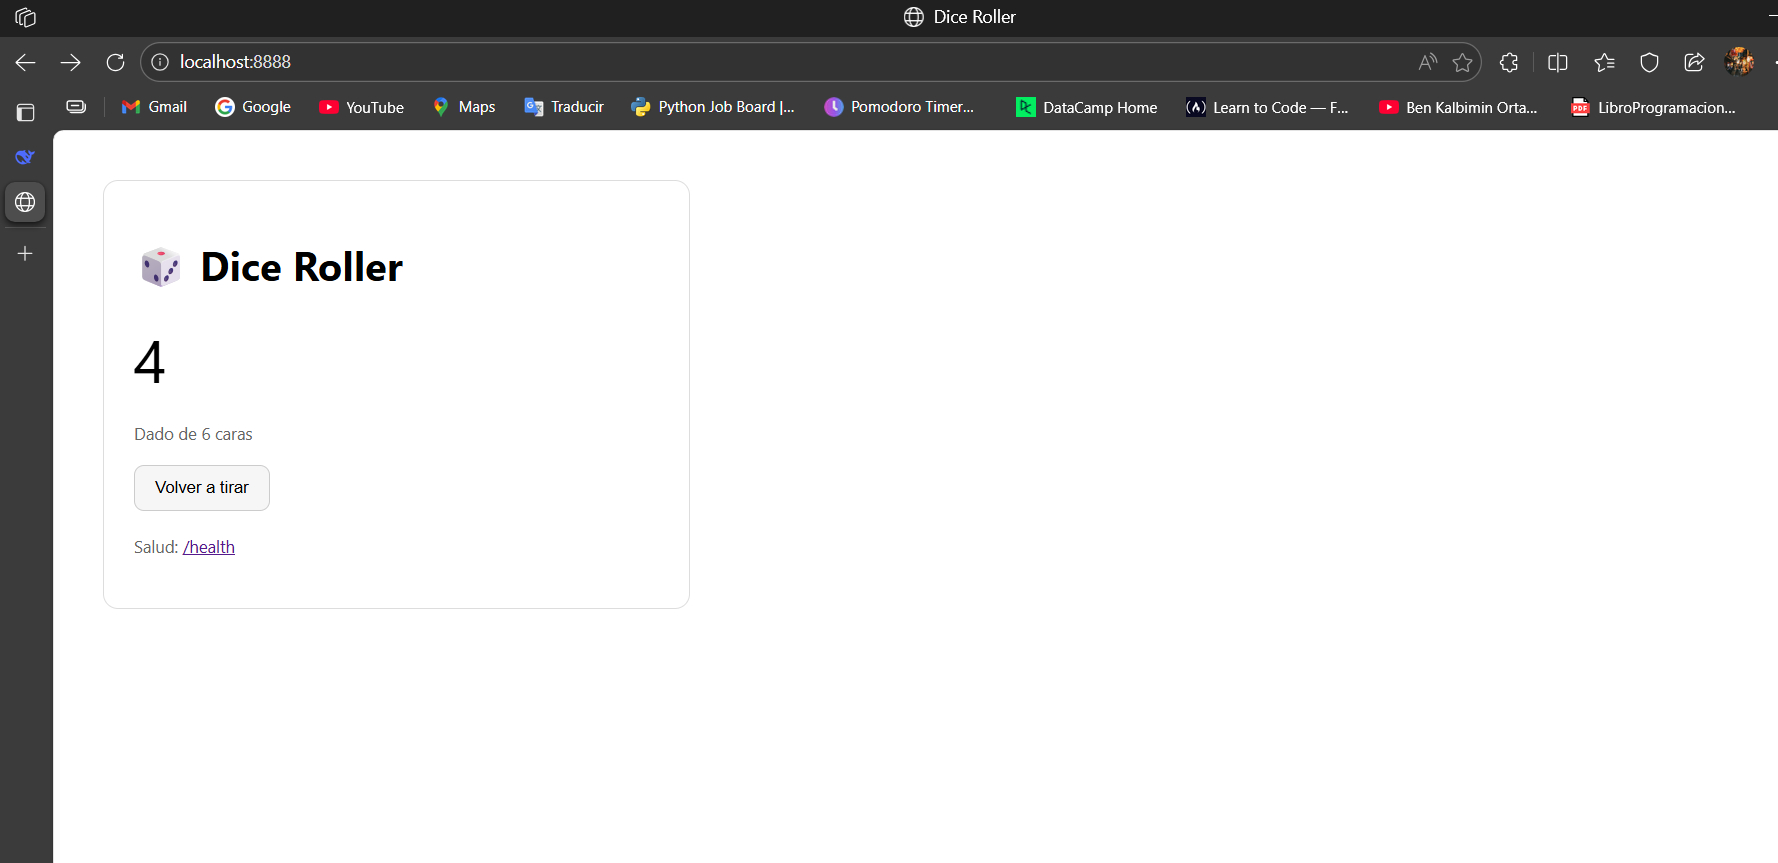 Dice Roller
localhost:8888
Gmail
Google
YouTube
Maps
Traducir
Python Job Board |...
Pomodoro Timer...
DataCamp Home
Learn to Code — F...
Ben Kalbimin Orta...
LibroProgramacion...
Dice Roller
4
Dado de 6 caras
Volver a tirar
Salud: /health